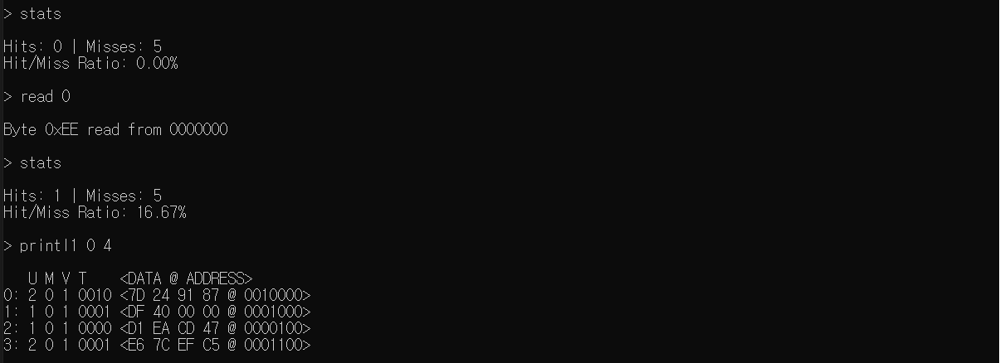 > stats
Hits: 0 | Misses: 5
Hit/Miss Ratio: 0.00%
> read 0
Byte 0xEE read from 0000000
> stats
Hits: 1 | Misses: 5
Hit/Miss Ratio: 16.67%
> printl1 0 4
U M V T <DATA @ ADDRESS>
0: 2 0 1 0010 <7D 24 91 87 @ 0010000>
1: 1 0 1 0001 <DF 40 00 00 @ 0001000>
2: 1 0 1 0000 <D1 EA CD 47 @ 0000100>
3: 2 0 1 0001 <E6 7C EF C5 @ 0001100>